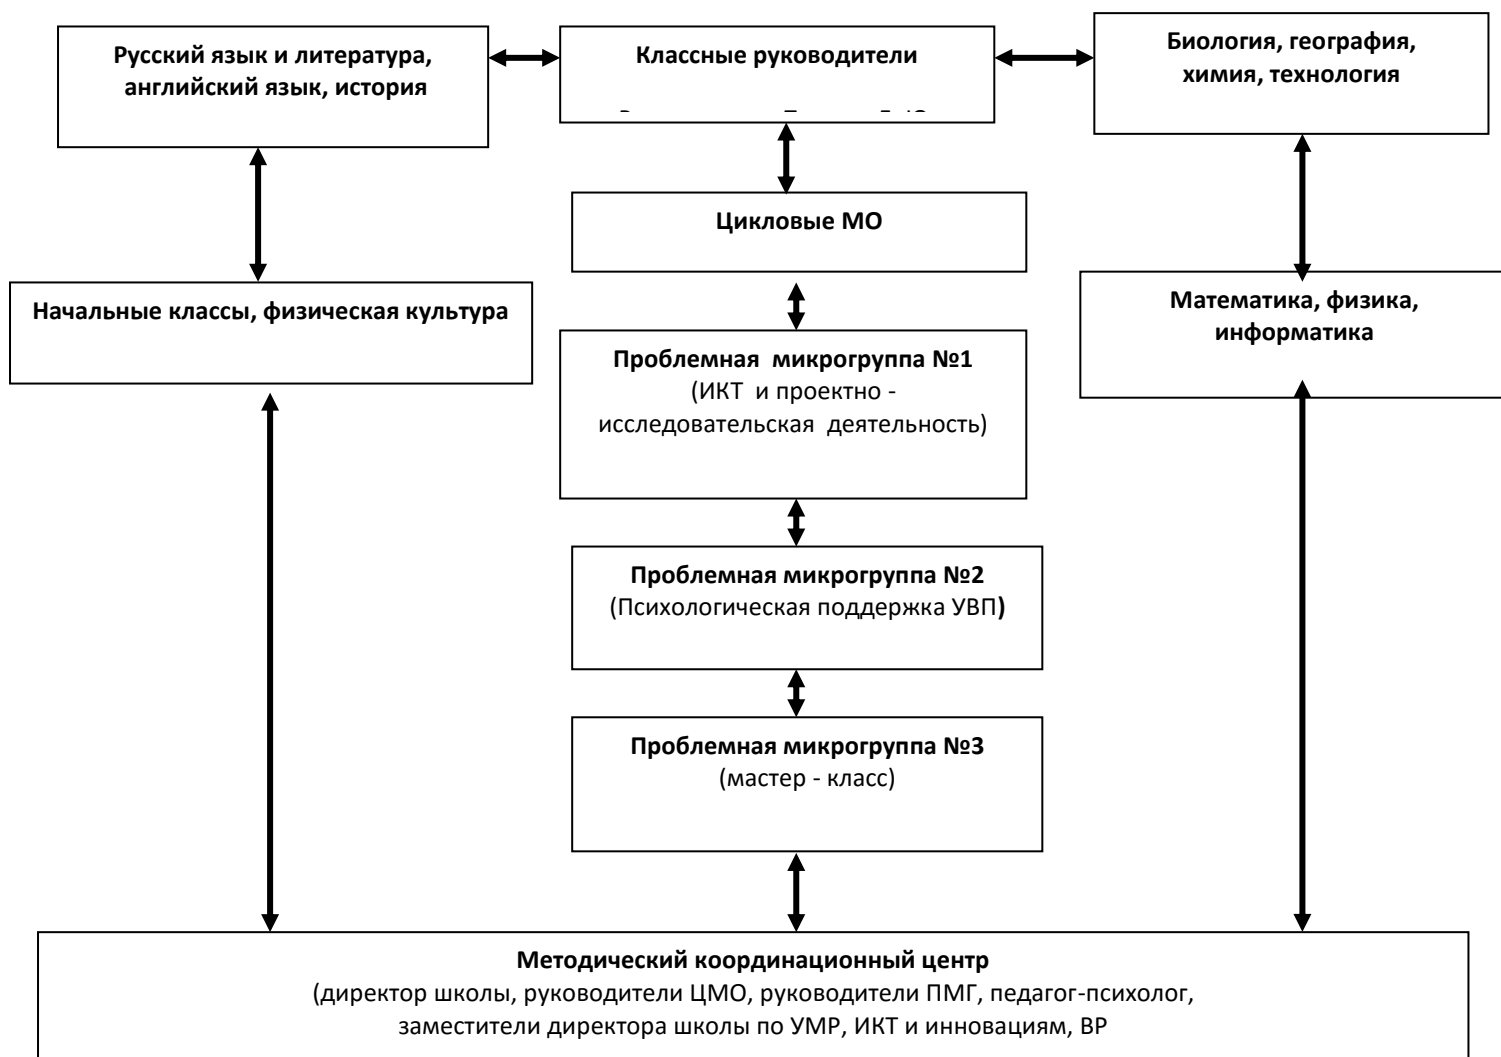 Русский язык и литература,
английский язык, история
Классные руководители
Биология, география,
химия, технология
Цикловые МО
Начальные классы, физическая культура
Математика, физика,
информатика
Проблемная микрогруппа №1
(ИКТ и проектно -
исследовательская деятельность)
Проблемная микрогруппа №2
(Психологическая поддержка УВП)
Проблемная микрогруппа №3
(мастер - класс)
Методический координационный центр
(директор школы, руководители ЦМО, руководители ПМГ, педагог-психолог,
заместители директора школы по УМР, ИКТ и инновациям, ВР